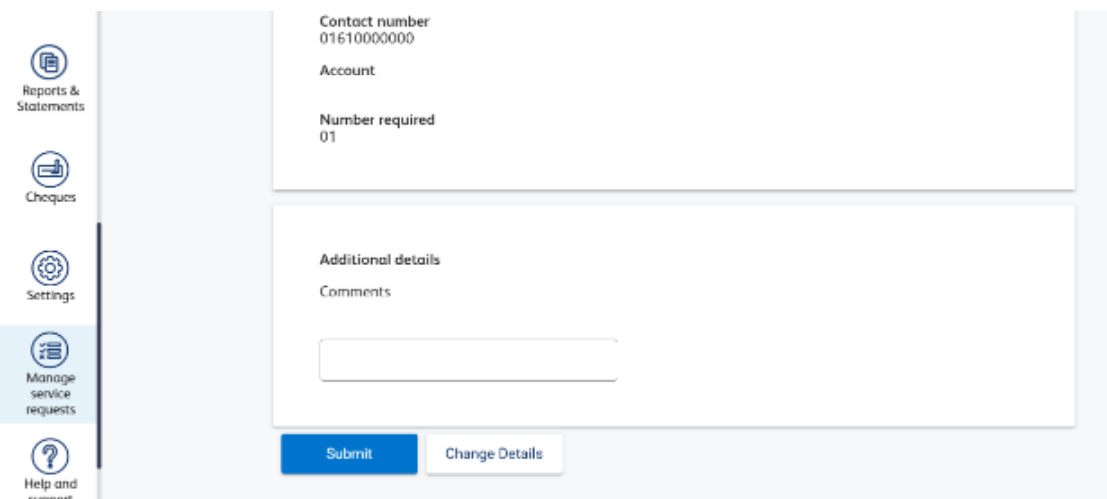 Contact number
01610000000
Account
Number required
01
Additional details
Comments
Submit
Change Details
Reports &
Statements
Cheques
Settings
Manage
service
requests
Help and
support